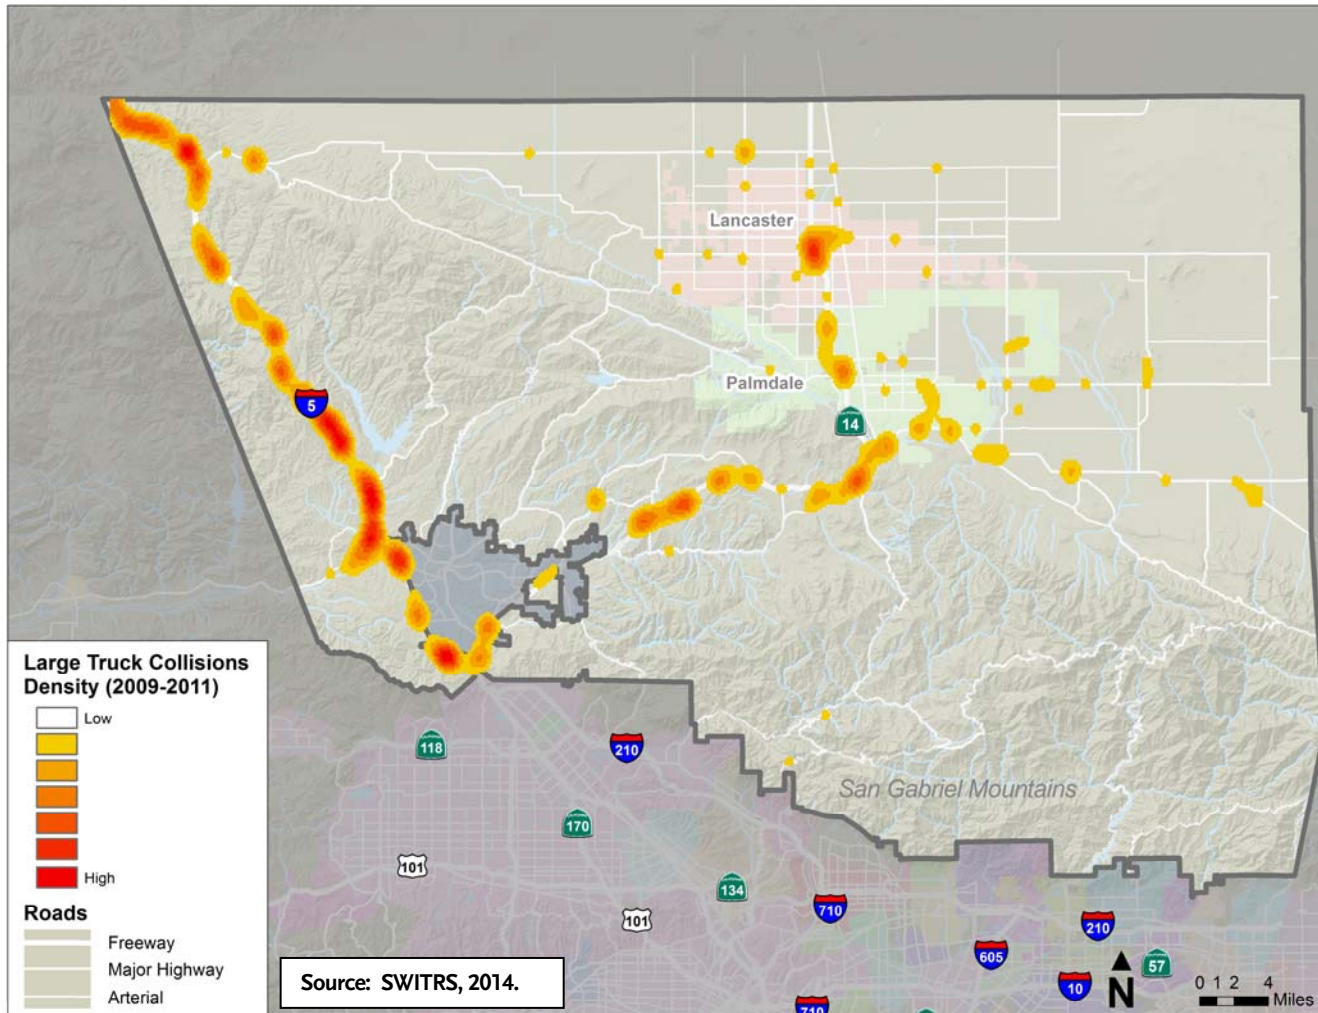 Lancaster
Palmdale
5
CALIFORNIA
14
Large Truck Collisions
Density (2009-2011)
Low
High
Roads
Freeway
Major Highway
Arterial
118
210
170
101
134
101
710
San Gabriel Mountains
605
210
57
10
710
N
0 1 2 4
Miles
Source: SWITRS, 2014.